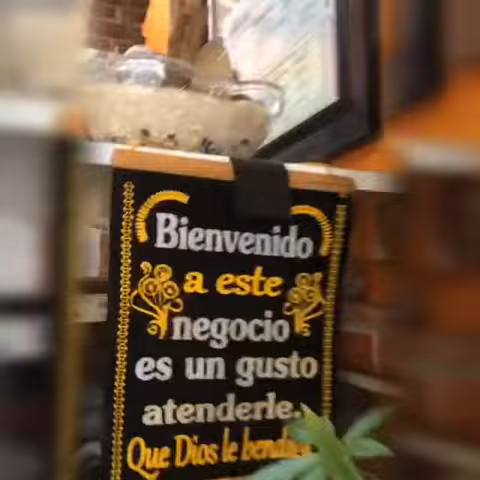 Bienvenido
a este
negocio
es un gusto
atenderle.
Que Dios le